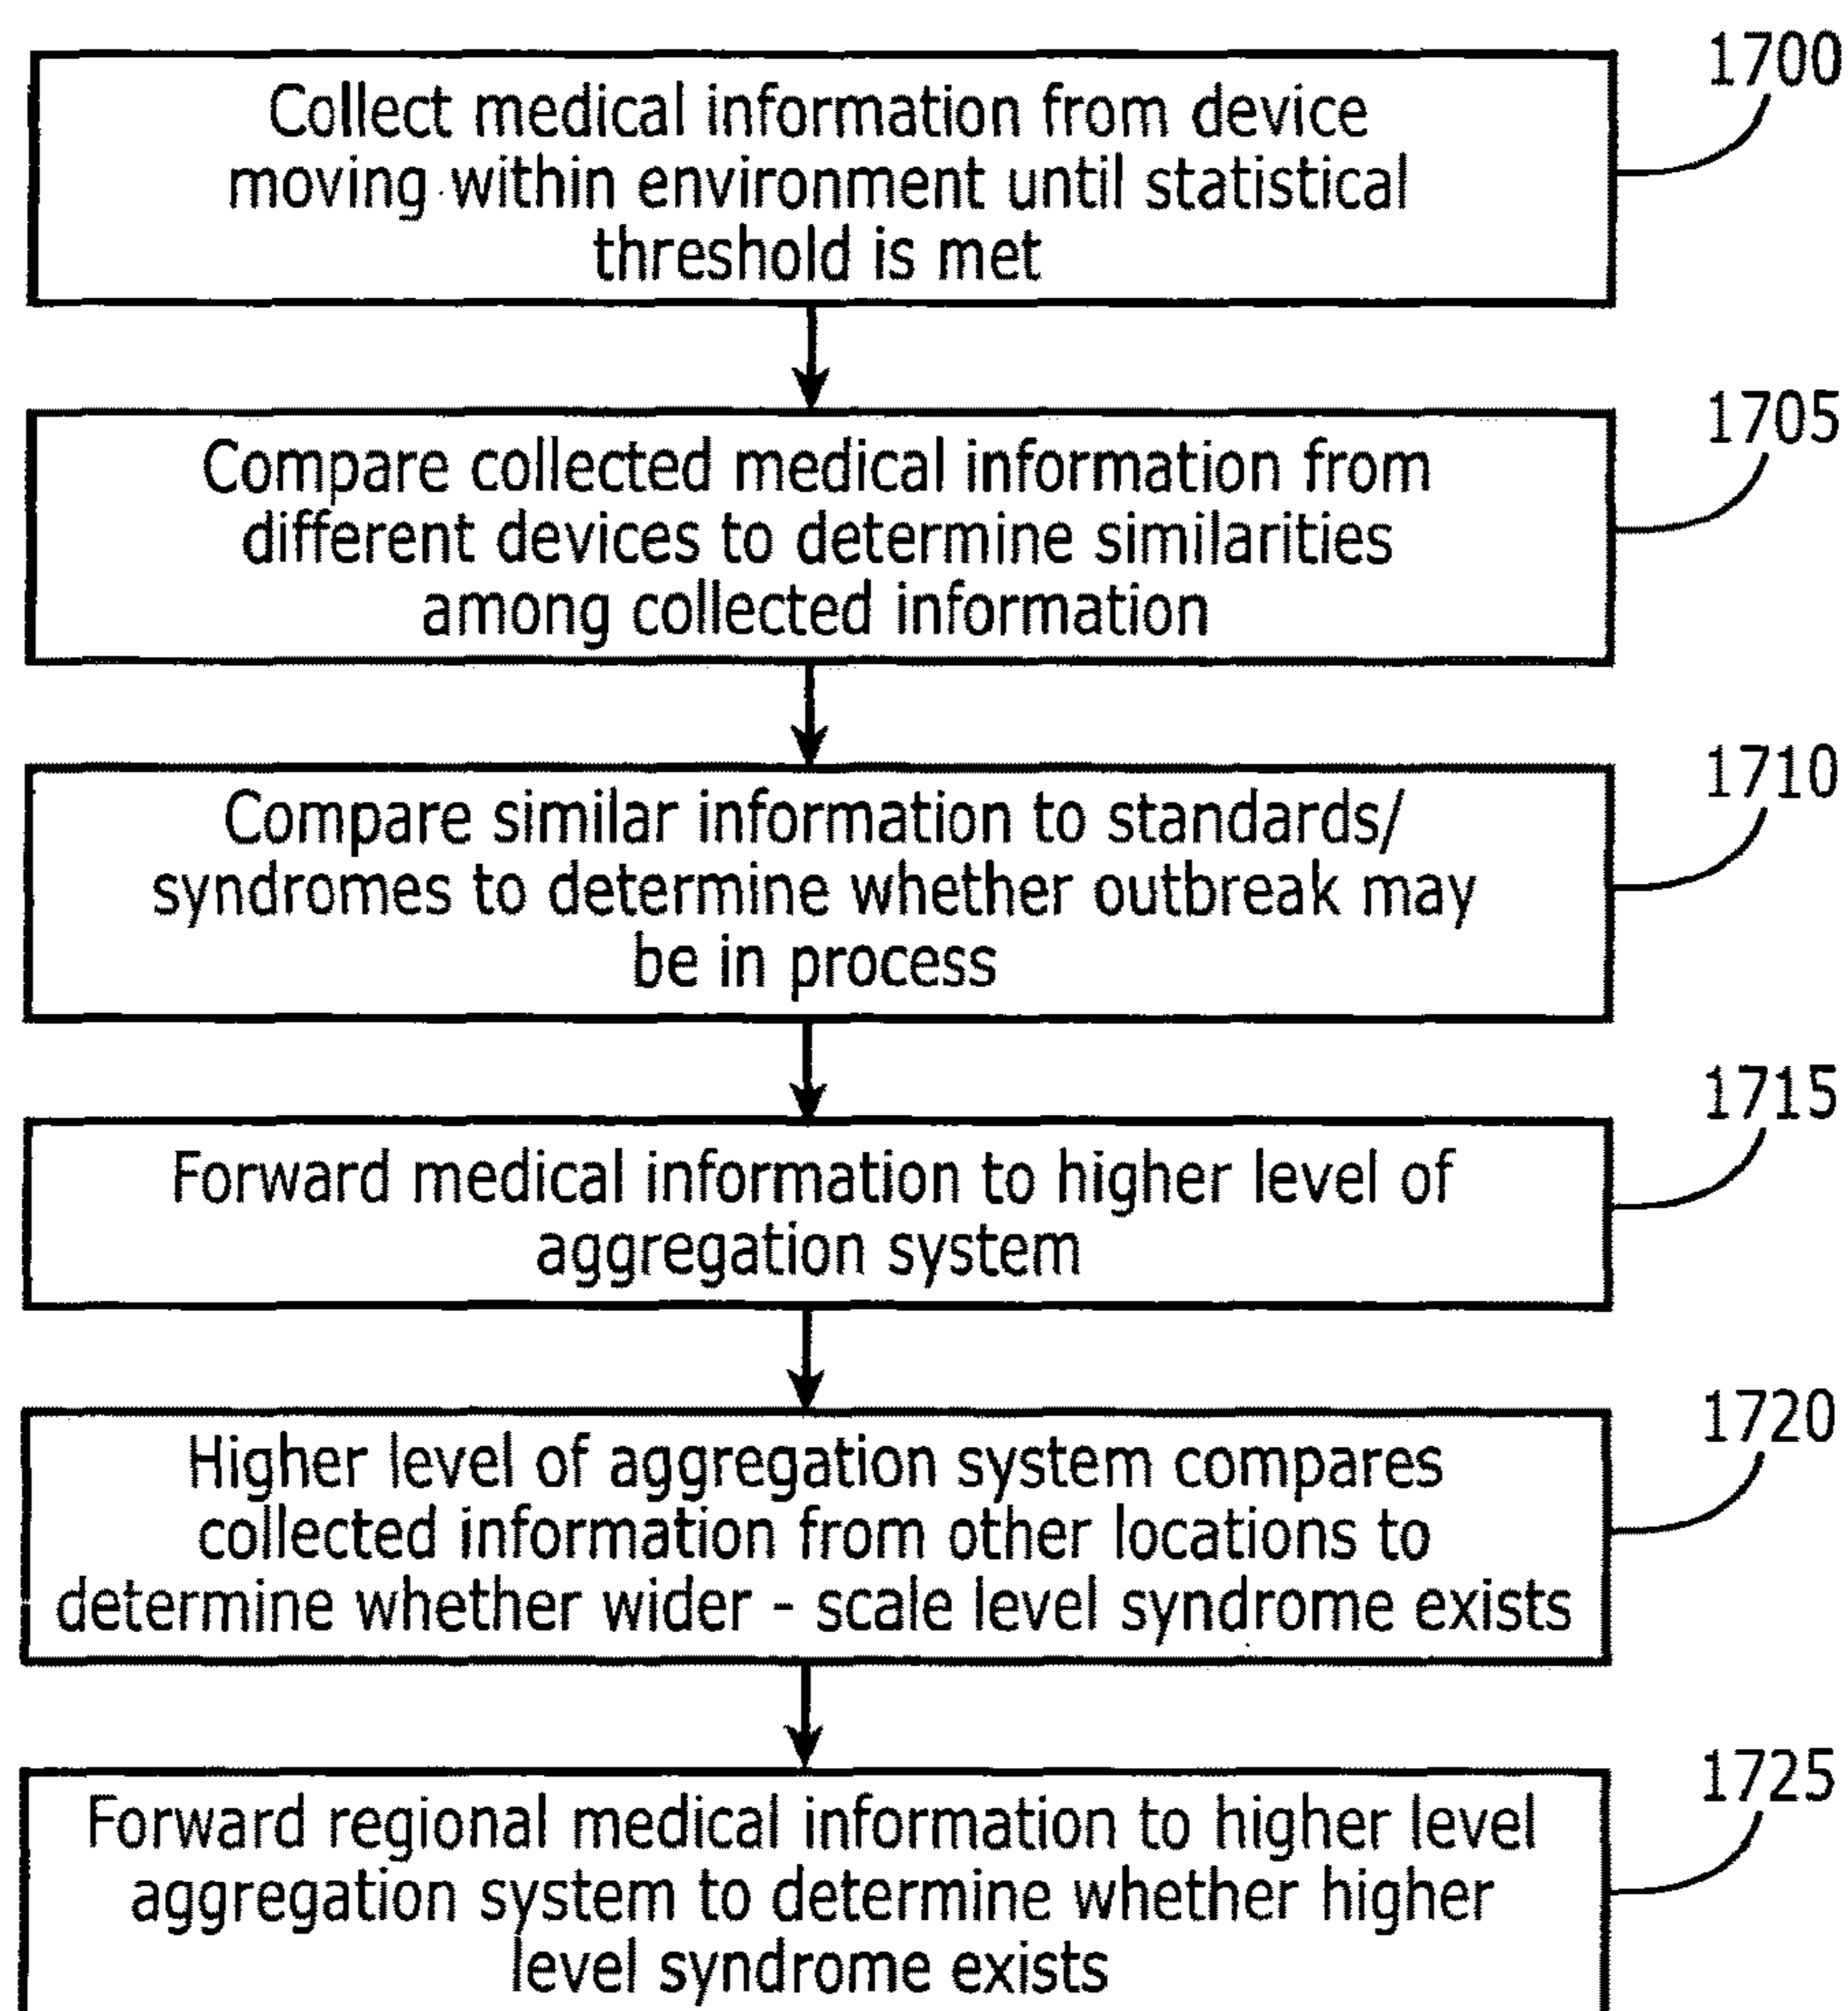 1700
Collect medical information from device
moving within environment until statistical
threshold is met
1705
Compare collected medical information from
different devices to determine similarities
among collected information
1710
Compare similar information to standards/
syndromes to determine whether outbreak may
be in process
1715
Forward medical information to higher level of
aggregation system
1720
Higher level of aggregation system compares
collected information from other locations to
determine whether wider - scale level syndrome exists
1725
Forward regional medical information to higher level
aggregation system to determine whether higher
level syndrome exists